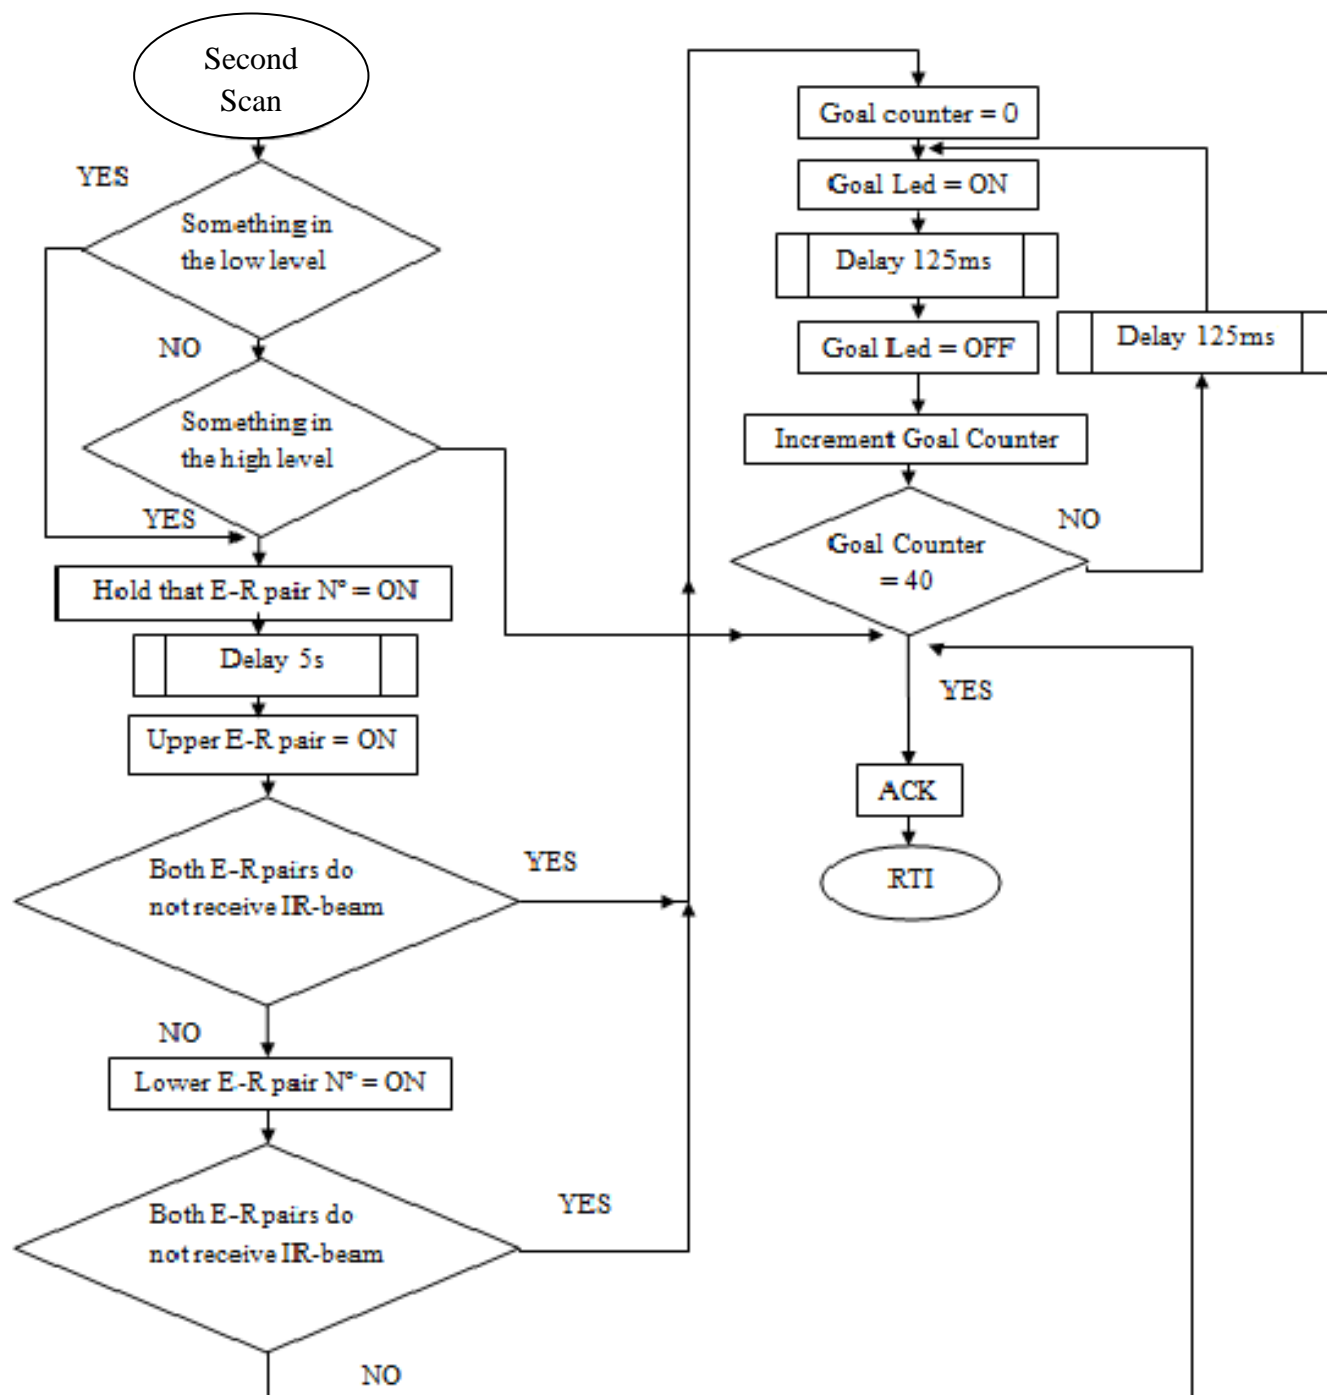 Second
Scan
YES
Something in
the low level
NO
Something in
the high level
YES
Hold that E-R pair Nº = ON
Delay 5s
Upper E-R pair = ON
Both E-R pairs do
not receive IR-beam
YES
NO
Lower E-R pair Nº = ON
Both E-R pairs do
not receive IR-beam
YES
NO
Goal counter = 0
Goal Led = ON
Delay 125ms
Goal Led = OFF
Delay 125ms
Increment Goal Counter
Goal Counter
= 40
NO
YES
ACK
RTI